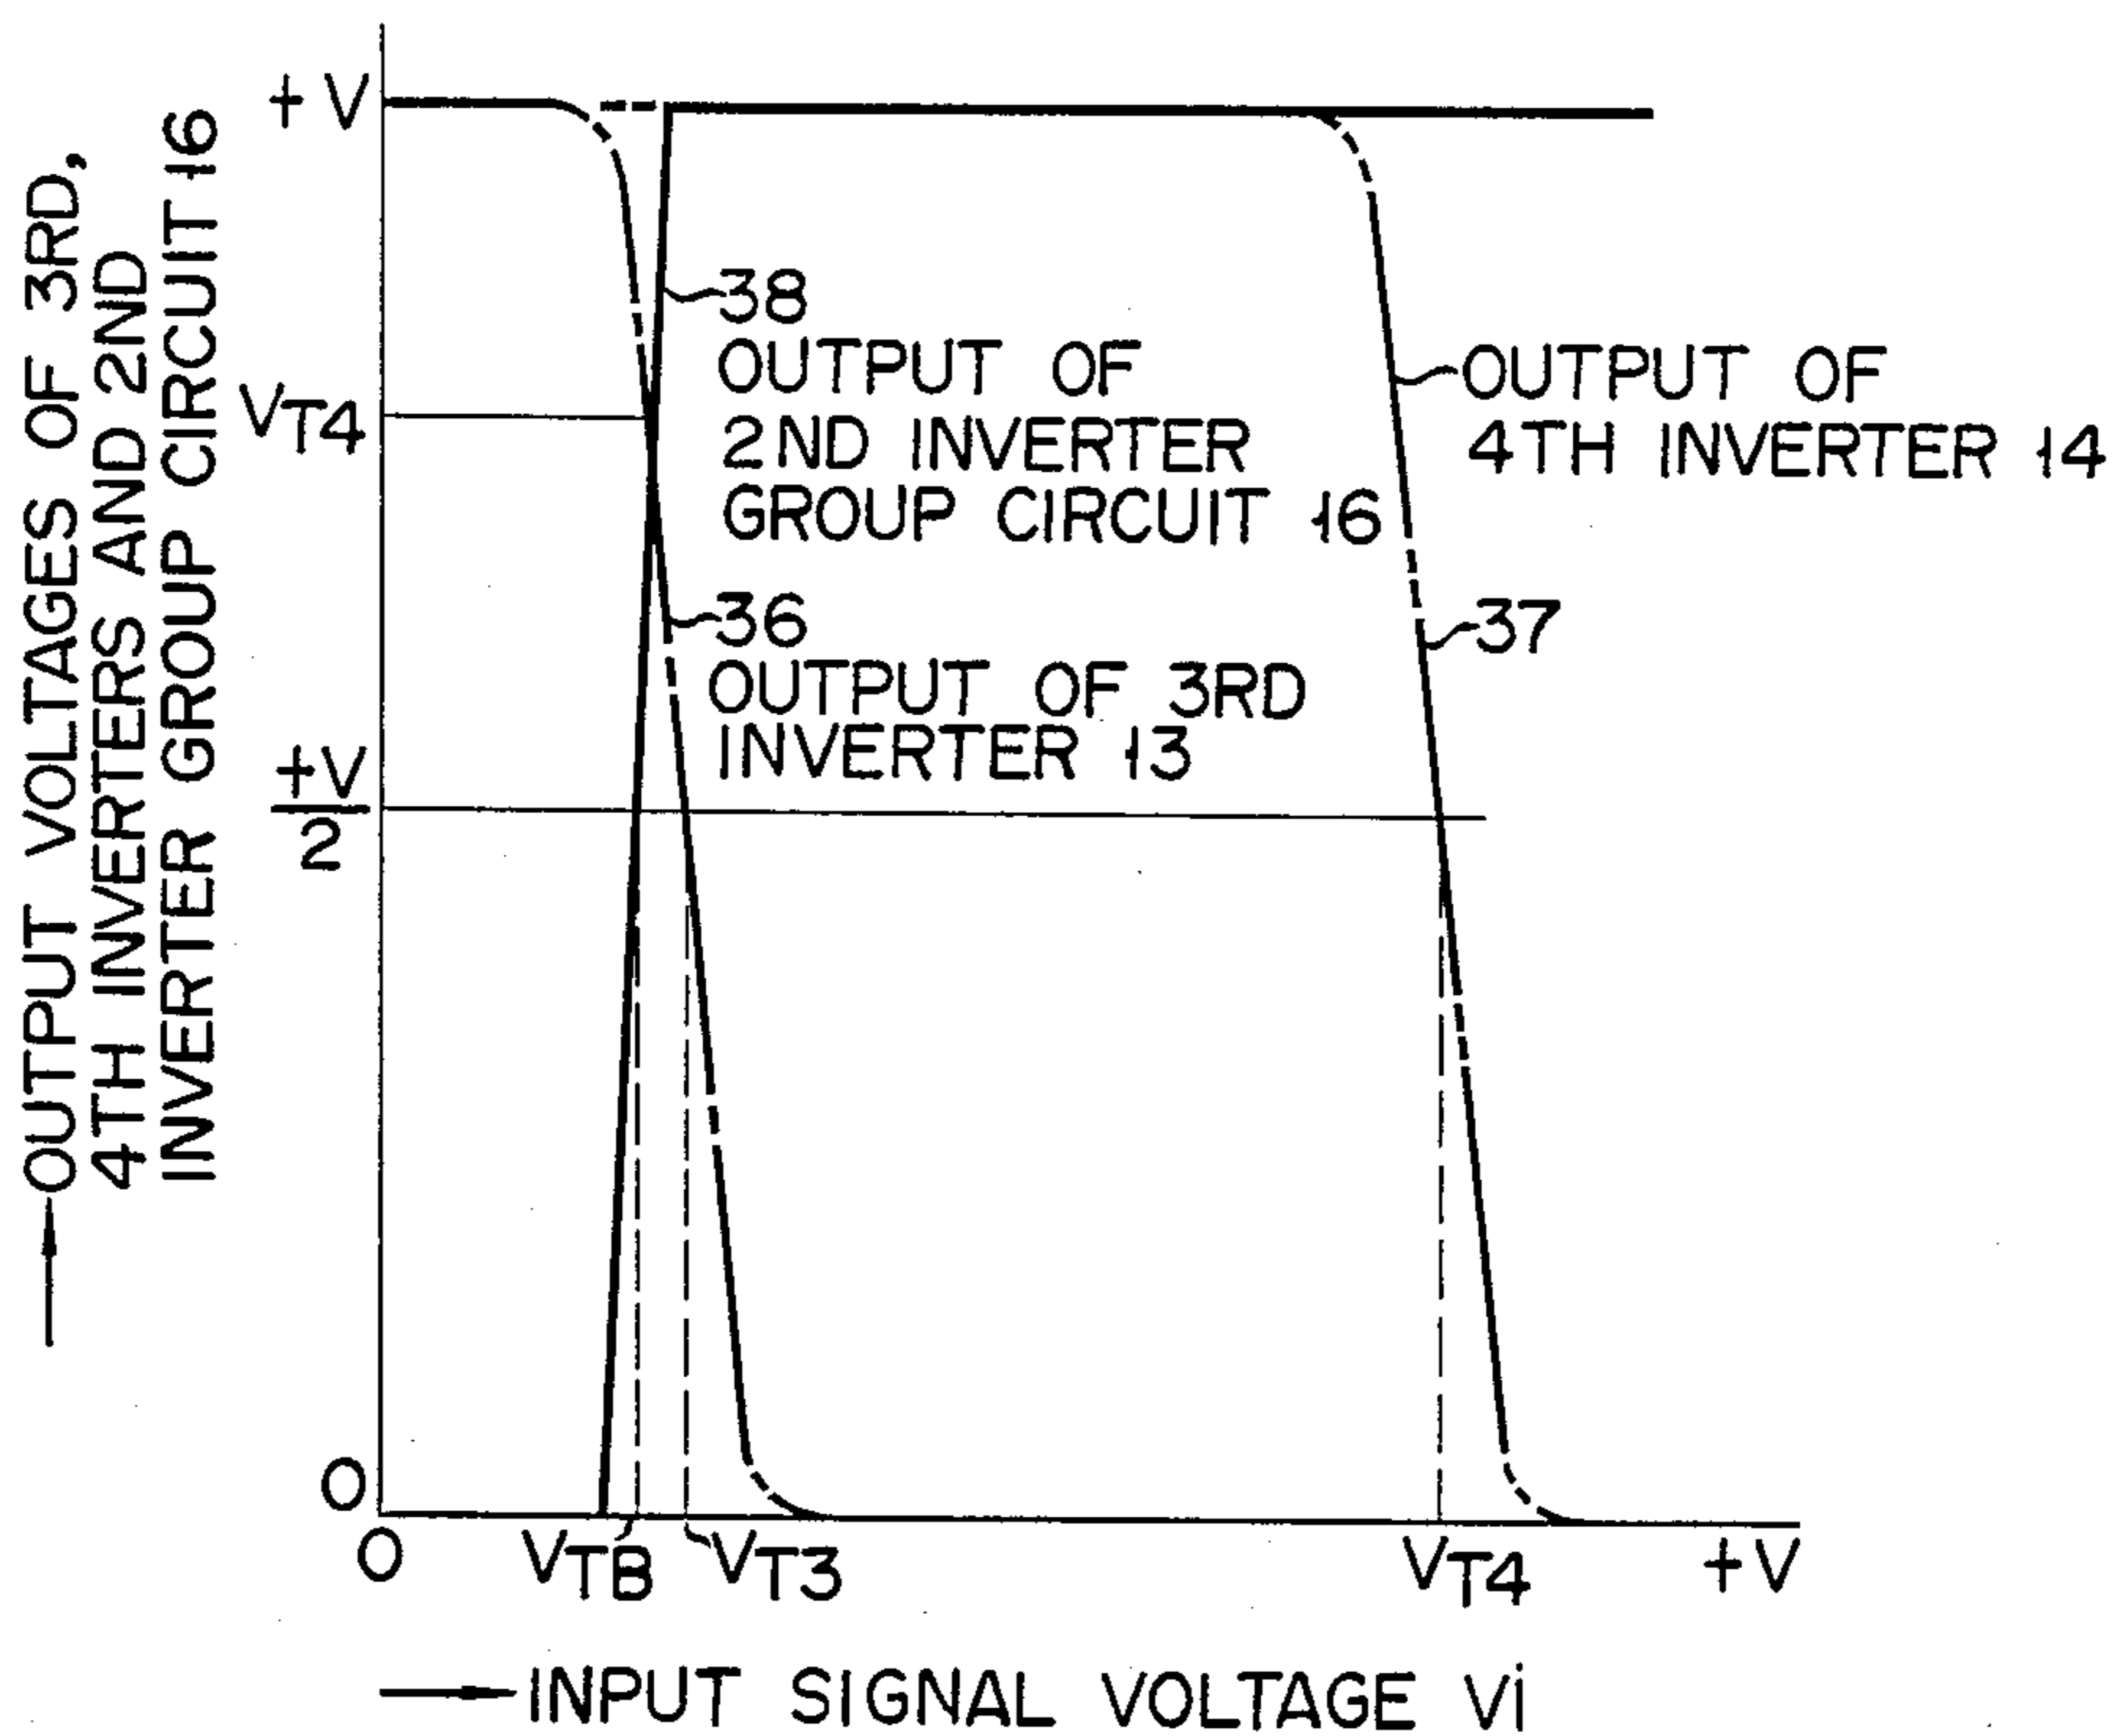 OUTPUT VOLTAGES OF 3RD,
4TH INVERTERS AND 2ND
INVERTER GROUP CIRCUIT 16
+V
VT4
+V
2
0
38
OUTPUT OF
2ND INVERTER
GROUP CIRCUIT 16
36
OUTPUT OF 3RD
INVERTER 13
OUTPUT OF
4TH INVERTER 14
37
0
VTB
VT3
VT4
+V
INPUT SIGNAL VOLTAGE Vi